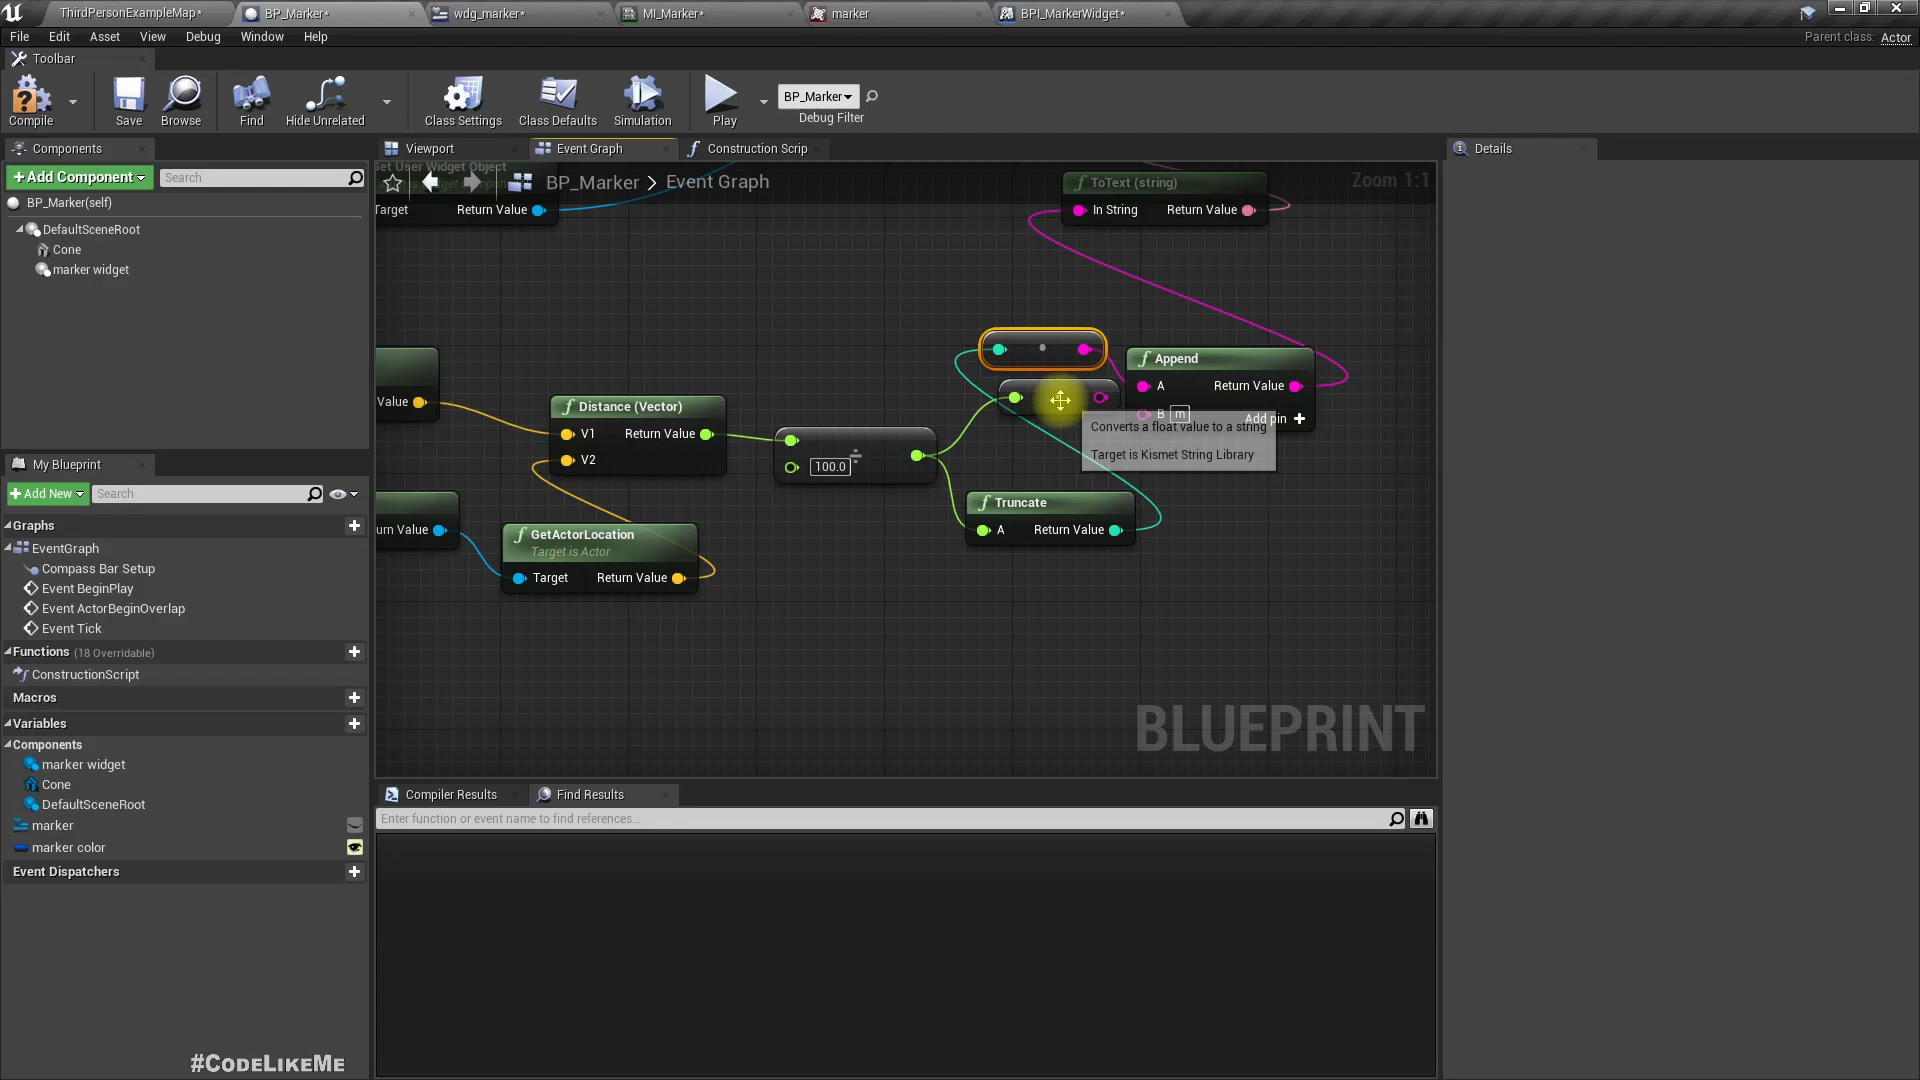 ThirdPersonExampleMap*
BP_Marker*
wdg_marker*
MI_Marker*
marker
BPI_MarkerWidget*
File
Edit
Asset
View
Debug
Window
Help
Parent class:
Actor
Toolbar
Compile
Save
Browse
Find
Hide Unrelated
Class Settings
Class Defaults
Simulation
Play
BP_Marker
Debug Filter
Components
Viewport
Event Graph
Construction Scrip
Details
+Add Component
Search
BP_Marker(self)
DefaultSceneRoot
Cone
marker widget
BP_Marker
Event Graph
Zoom 1:1
Get User Widget Object
Target
Return Value
ToText (string)
In String
Return Value
Append
A
Return Value
B
m
Add pin
Converts a float value to a string
Target is Kismet String Library
Value
Distance (Vector)
V1
Return Value
V2
100.0
Truncate
A
Return Value
urn Value
GetActorLocation
Target is Actor
Target
Return Value
BLUEPRINT
My Blueprint
Add New
Search
Graphs
EventGraph
Compass Bar Setup
Event BeginPlay
Event ActorBeginOverlap
Event Tick
Functions
(18 Overridable)
ConstructionScript
Macros
Variables
Components
marker widget
Cone
DefaultSceneRoot
marker
marker color
Event Dispatchers
Compiler Results
Find Results
Enter function or event name to find references...
#CodeLikeMe